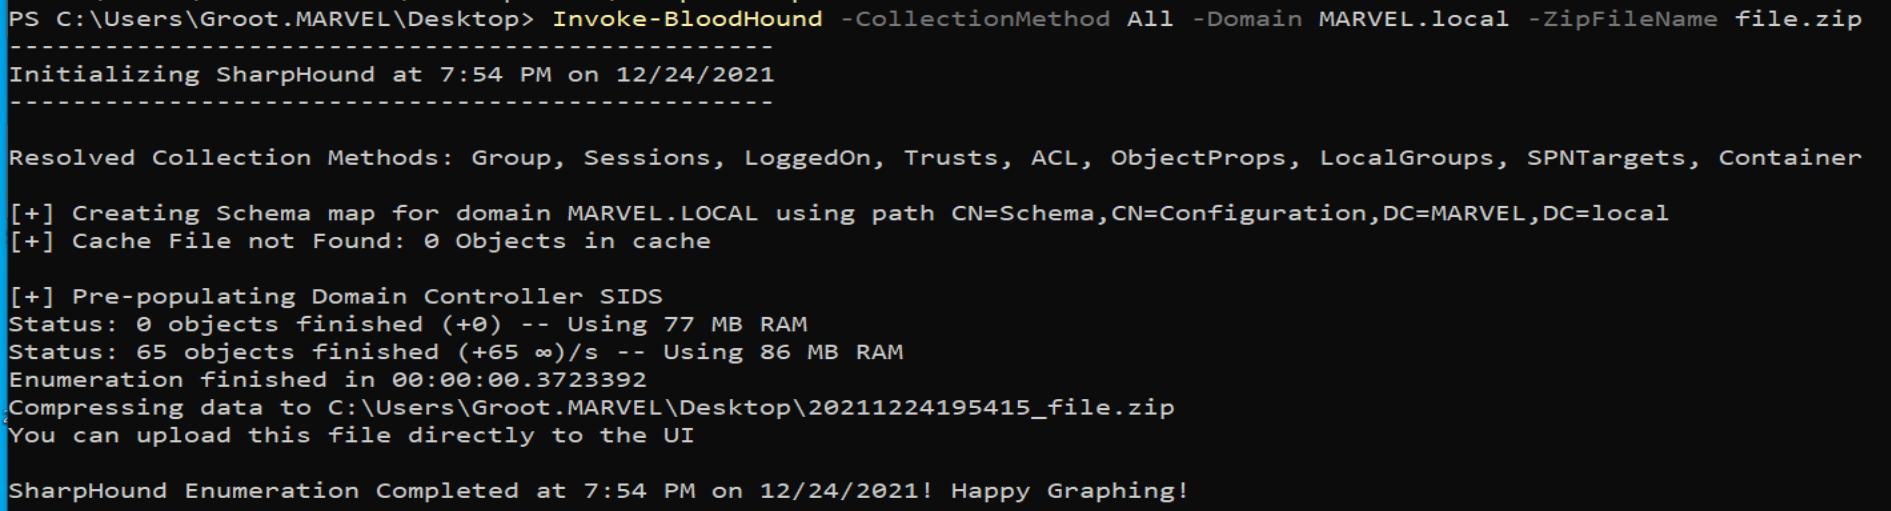 PS C:\Users\Groot.MARVEL\Desktop> Invoke-BloodHound -CollectionMethod All -Domain MARVEL.local -ZipFileName file.zip
------------------------------------------------
Initializing SharpHound at 7:54 PM on 12/24/2021
------------------------------------------------
Resolved Collection Methods: Group, Sessions, LoggedOn, Trusts, ACL, ObjectProps, LocalGroups, SPNTargets, Container
[+] Creating Schema map for domain MARVEL.LOCAL using path CN=Schema,CN=Configuration,DC=MARVEL,DC=local
[+] Cache File not Found: 0 Objects in cache
[+] Pre-populating Domain Controller SIDS
Status: 0 objects finished (+0) -- Using 77 MB RAM
Status: 65 objects finished (+65 ∞)/s -- Using 86 MB RAM
Enumeration finished in 00:00:00.3723392
Compressing data to C:\Users\Groot.MARVEL\Desktop\20211224195415_file.zip
You can upload this file directly to the UI
SharpHound Enumeration Completed at 7:54 PM on 12/24/2021! Happy Graphing!